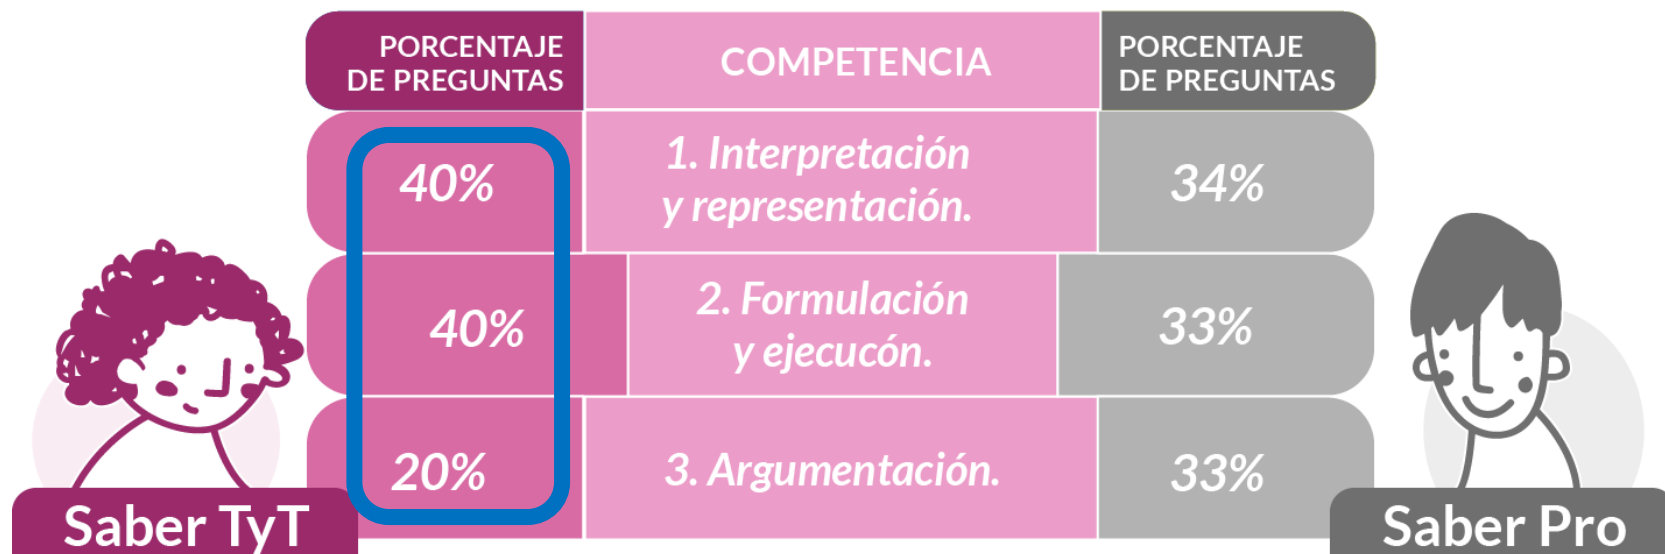 PORCENTAJE
DE PREGUNTAS
COMPETENCIA
PORCENTAJE
DE PREGUNTAS
40%
1. Interpretación
y representación.
34%
40%
2. Formulación
y ejecucón.
33%
20%
3. Argumentación.
33%
Saber TyT
Saber Pro